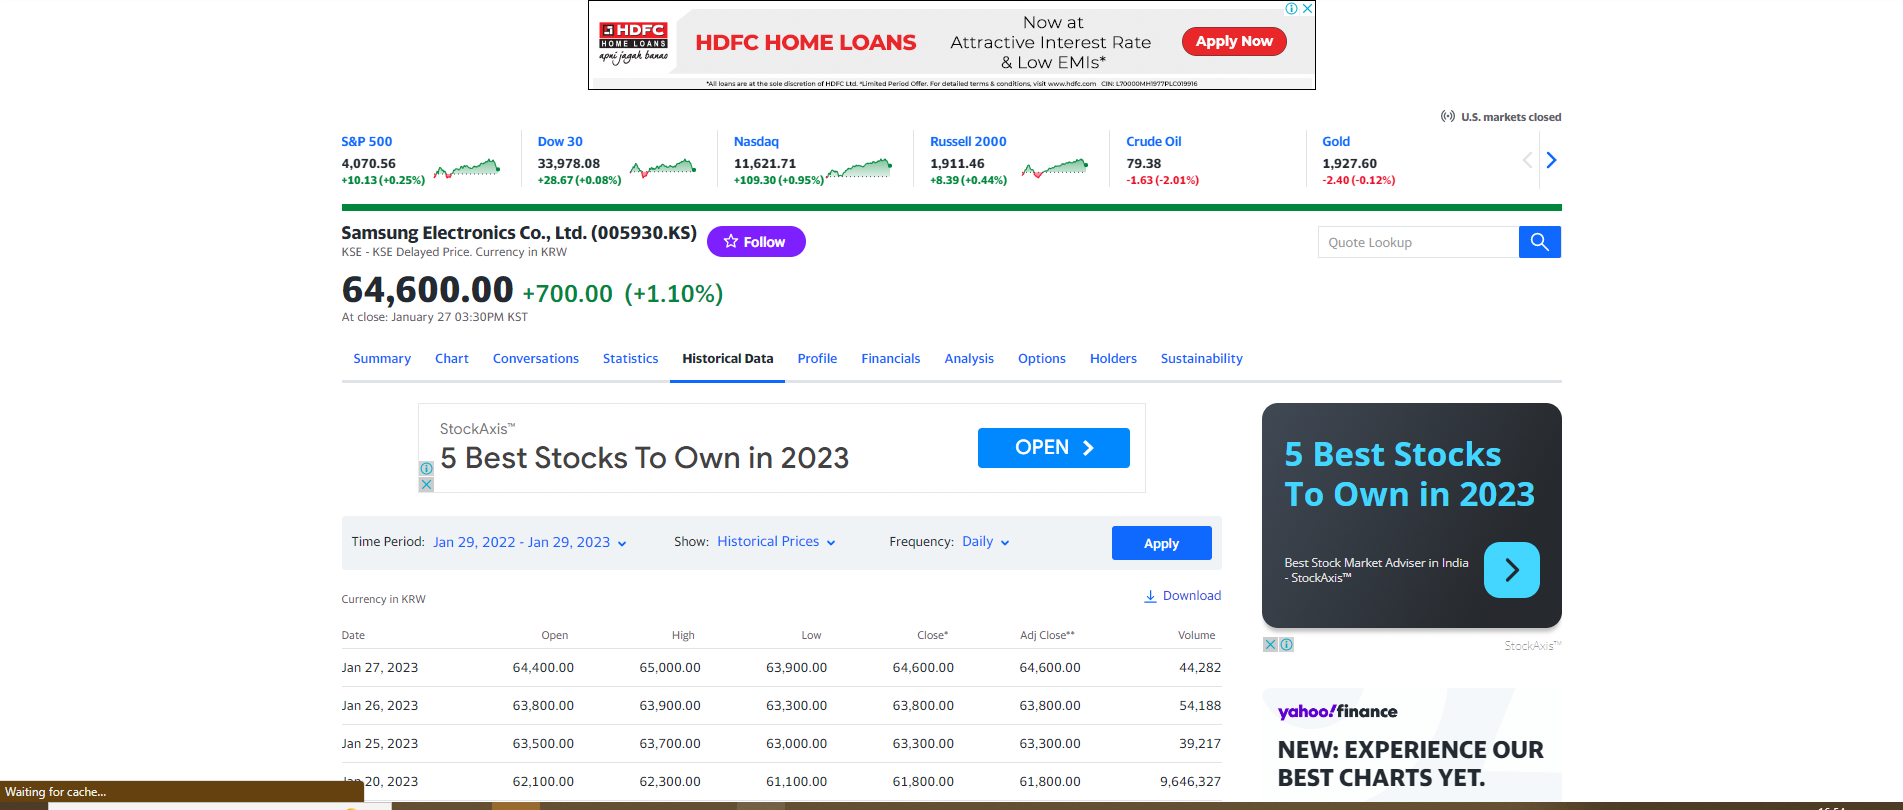 HDFC
HOME LOANS
apni jagah banao
HDFC HOME LOANS
Now at
Attractive Interest Rate
& Low EMIs*
Apply Now
*All loans are at the sole discretion of HDFC Ltd. *Limited Period Offer. For detailed terms & conditions, visit www.hdfc.com CIN: L70000MH1977PLC019916
U.S. markets closed
S&P 500
4,070.56
+10.13 (+0.25%)
Dow 30
33,978.08
+28.67 (+0.08%)
Nasdaq
11,621.71
+109.30 (+0.95%)
Russell 2000
1,911.46
+8.39 (+0.44%)
Crude Oil
79.38
-1.63 (-2.01%)
Gold
1,927.60
-2.40 (-0.12%)
Samsung Electronics Co., Ltd. (005930.KS)
Follow
Quote Lookup
KSE - KSE Delayed Price. Currency in KRW
64,600.00 +700.00 (+1.10%)
At close: January 27 03:30PM KST
Summary Chart Conversations Statistics Historical Data Profile Financials Analysis Options Holders Sustainability
StockAxis™
5 Best Stocks To Own in 2023
OPEN
Time Period: Jan 29, 2022 - Jan 29, 2023 Show: Historical Prices Frequency: Daily Apply
Currency in KRW
Download
Date Open High Low Close* Adj Close** Volume
Jan 27, 2023 64,400.00 65,000.00 63,900.00 64,600.00 64,600.00 44,282
Jan 26, 2023 63,800.00 63,900.00 63,300.00 63,800.00 63,800.00 54,188
Jan 25, 2023 63,500.00 63,700.00 63,000.00 63,300.00 63,300.00 39,217
Jan 20, 2023 62,100.00 62,300.00 61,100.00 61,800.00 61,800.00 9,646,327
5 Best Stocks
To Own in 2023
Best Stock Market Adviser in India
- StockAxis™
StockAxis™
yahoo!finance
NEW: EXPERIENCE OUR
BEST CHARTS YET.
Waiting for cache...